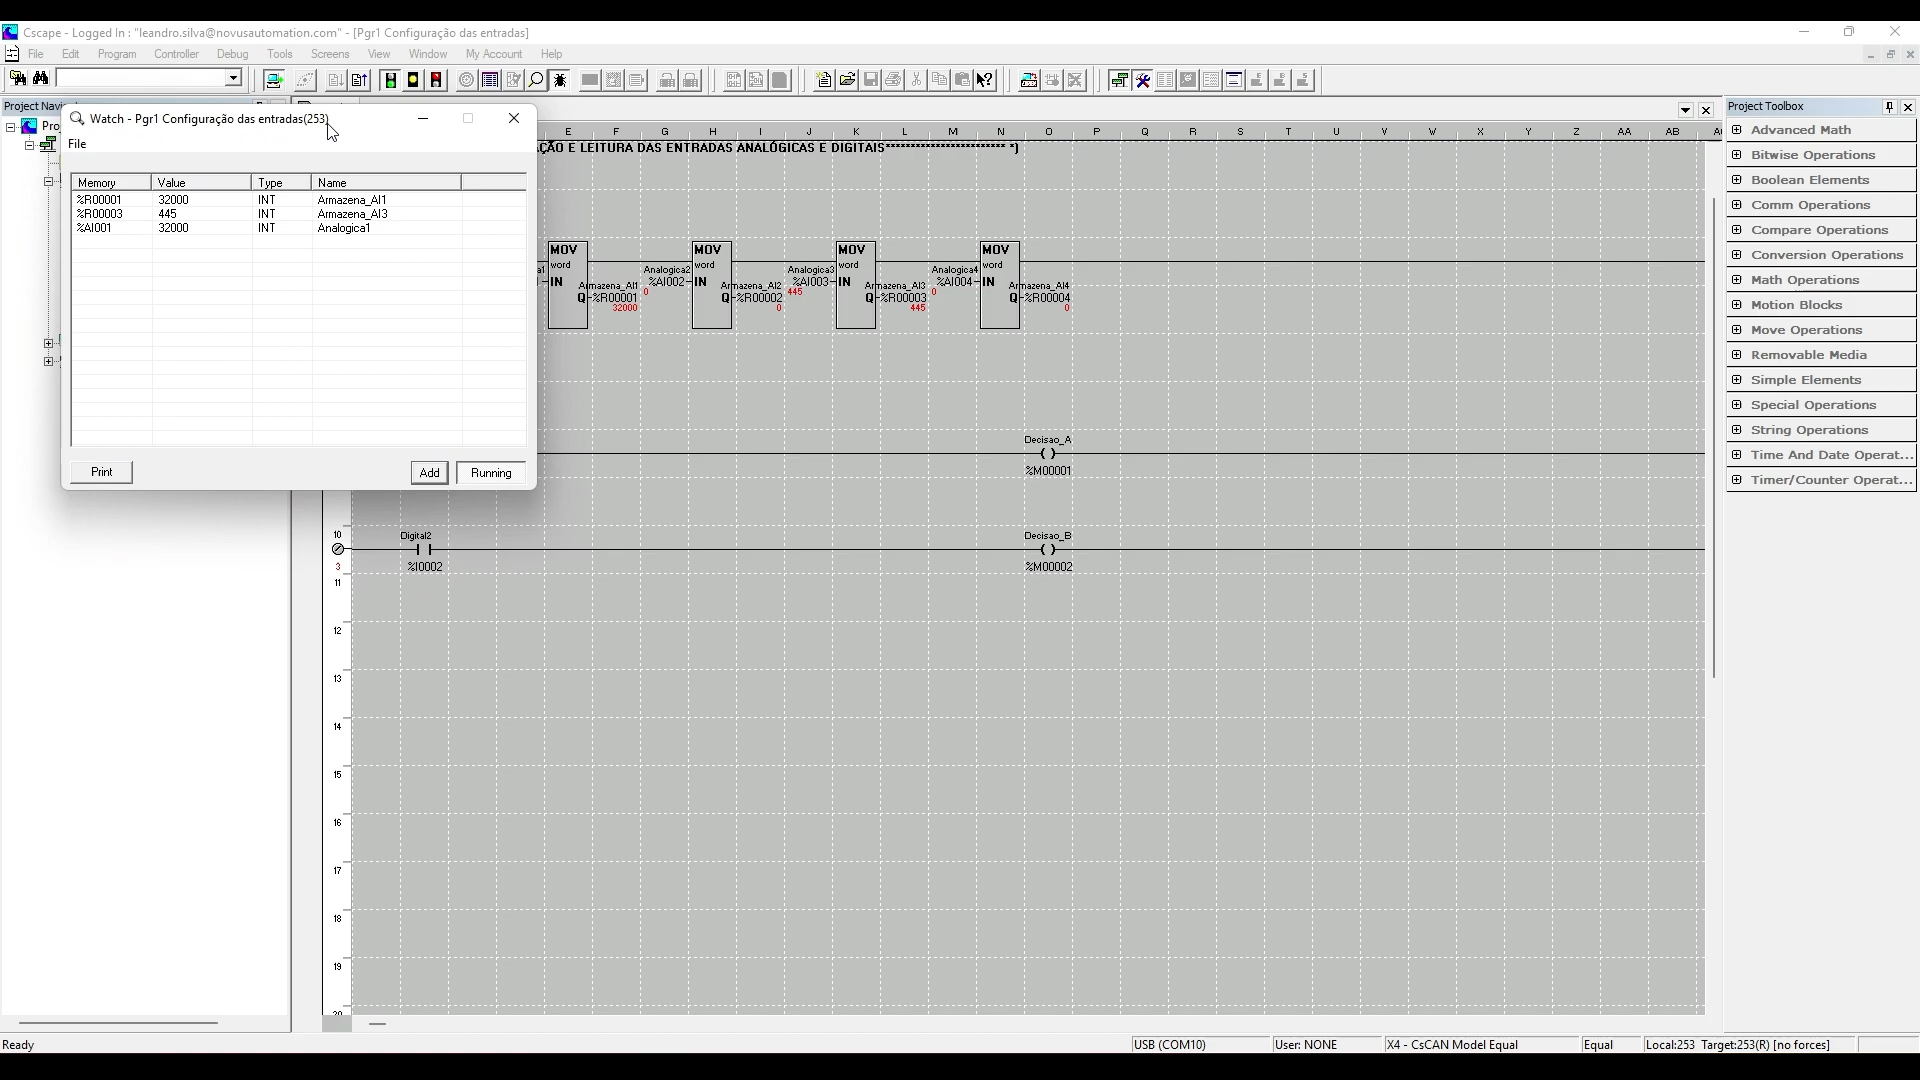 Cscape - Logged In : "leandro.silva@novusautomation.com" - [Pgr1 Configuração das entradas]
File Edit Program Controller Debug Tools Screens View Window My Account Help
Project Navi
Watch - Pgr1 Configuração das entradas(253)
File
Memory Value Type Name
%R00001 32000 INT Armazena_AI1
%R00003 445 INT Armazena_AI3
%AI001 32000 INT Analogica1
Print Add Running
Pro
E F G H I J K L M N O P Q R S T U V W X Y Z AA AB
ÇÃO E LEITURA DAS ENTRADAS ANALÓGICAS E DIGITAIS*********************** *)
MOV MOV MOV MOV
word word word word
a1 Analogica2 Analogica3 Analogica4
IN %AI002 IN %AI003 IN %AI004 IN
0 445 0
Armazena_AI1 Armazena_AI2 Armazena_AI3 Armazena_AI4
Q %R00001 Q %R00002 Q %R00003 Q %R00004
32000 0 445 0
Decisao_A
( )
%M00001
10 Digital2 Decisao_B
( )
3 %I0002 %M00002
11
12
13
14
15
16
17
18
19
20
Project Toolbox
Advanced Math
Bitwise Operations
Boolean Elements
Comm Operations
Compare Operations
Conversion Operations
Math Operations
Motion Blocks
Move Operations
Removable Media
Simple Elements
Special Operations
String Operations
Time And Date Operat...
Timer/Counter Operat...
Ready USB (COM10) User: NONE X4 - CsCAN Model Equal Equal Local:253 Target:253(R) [no forces]